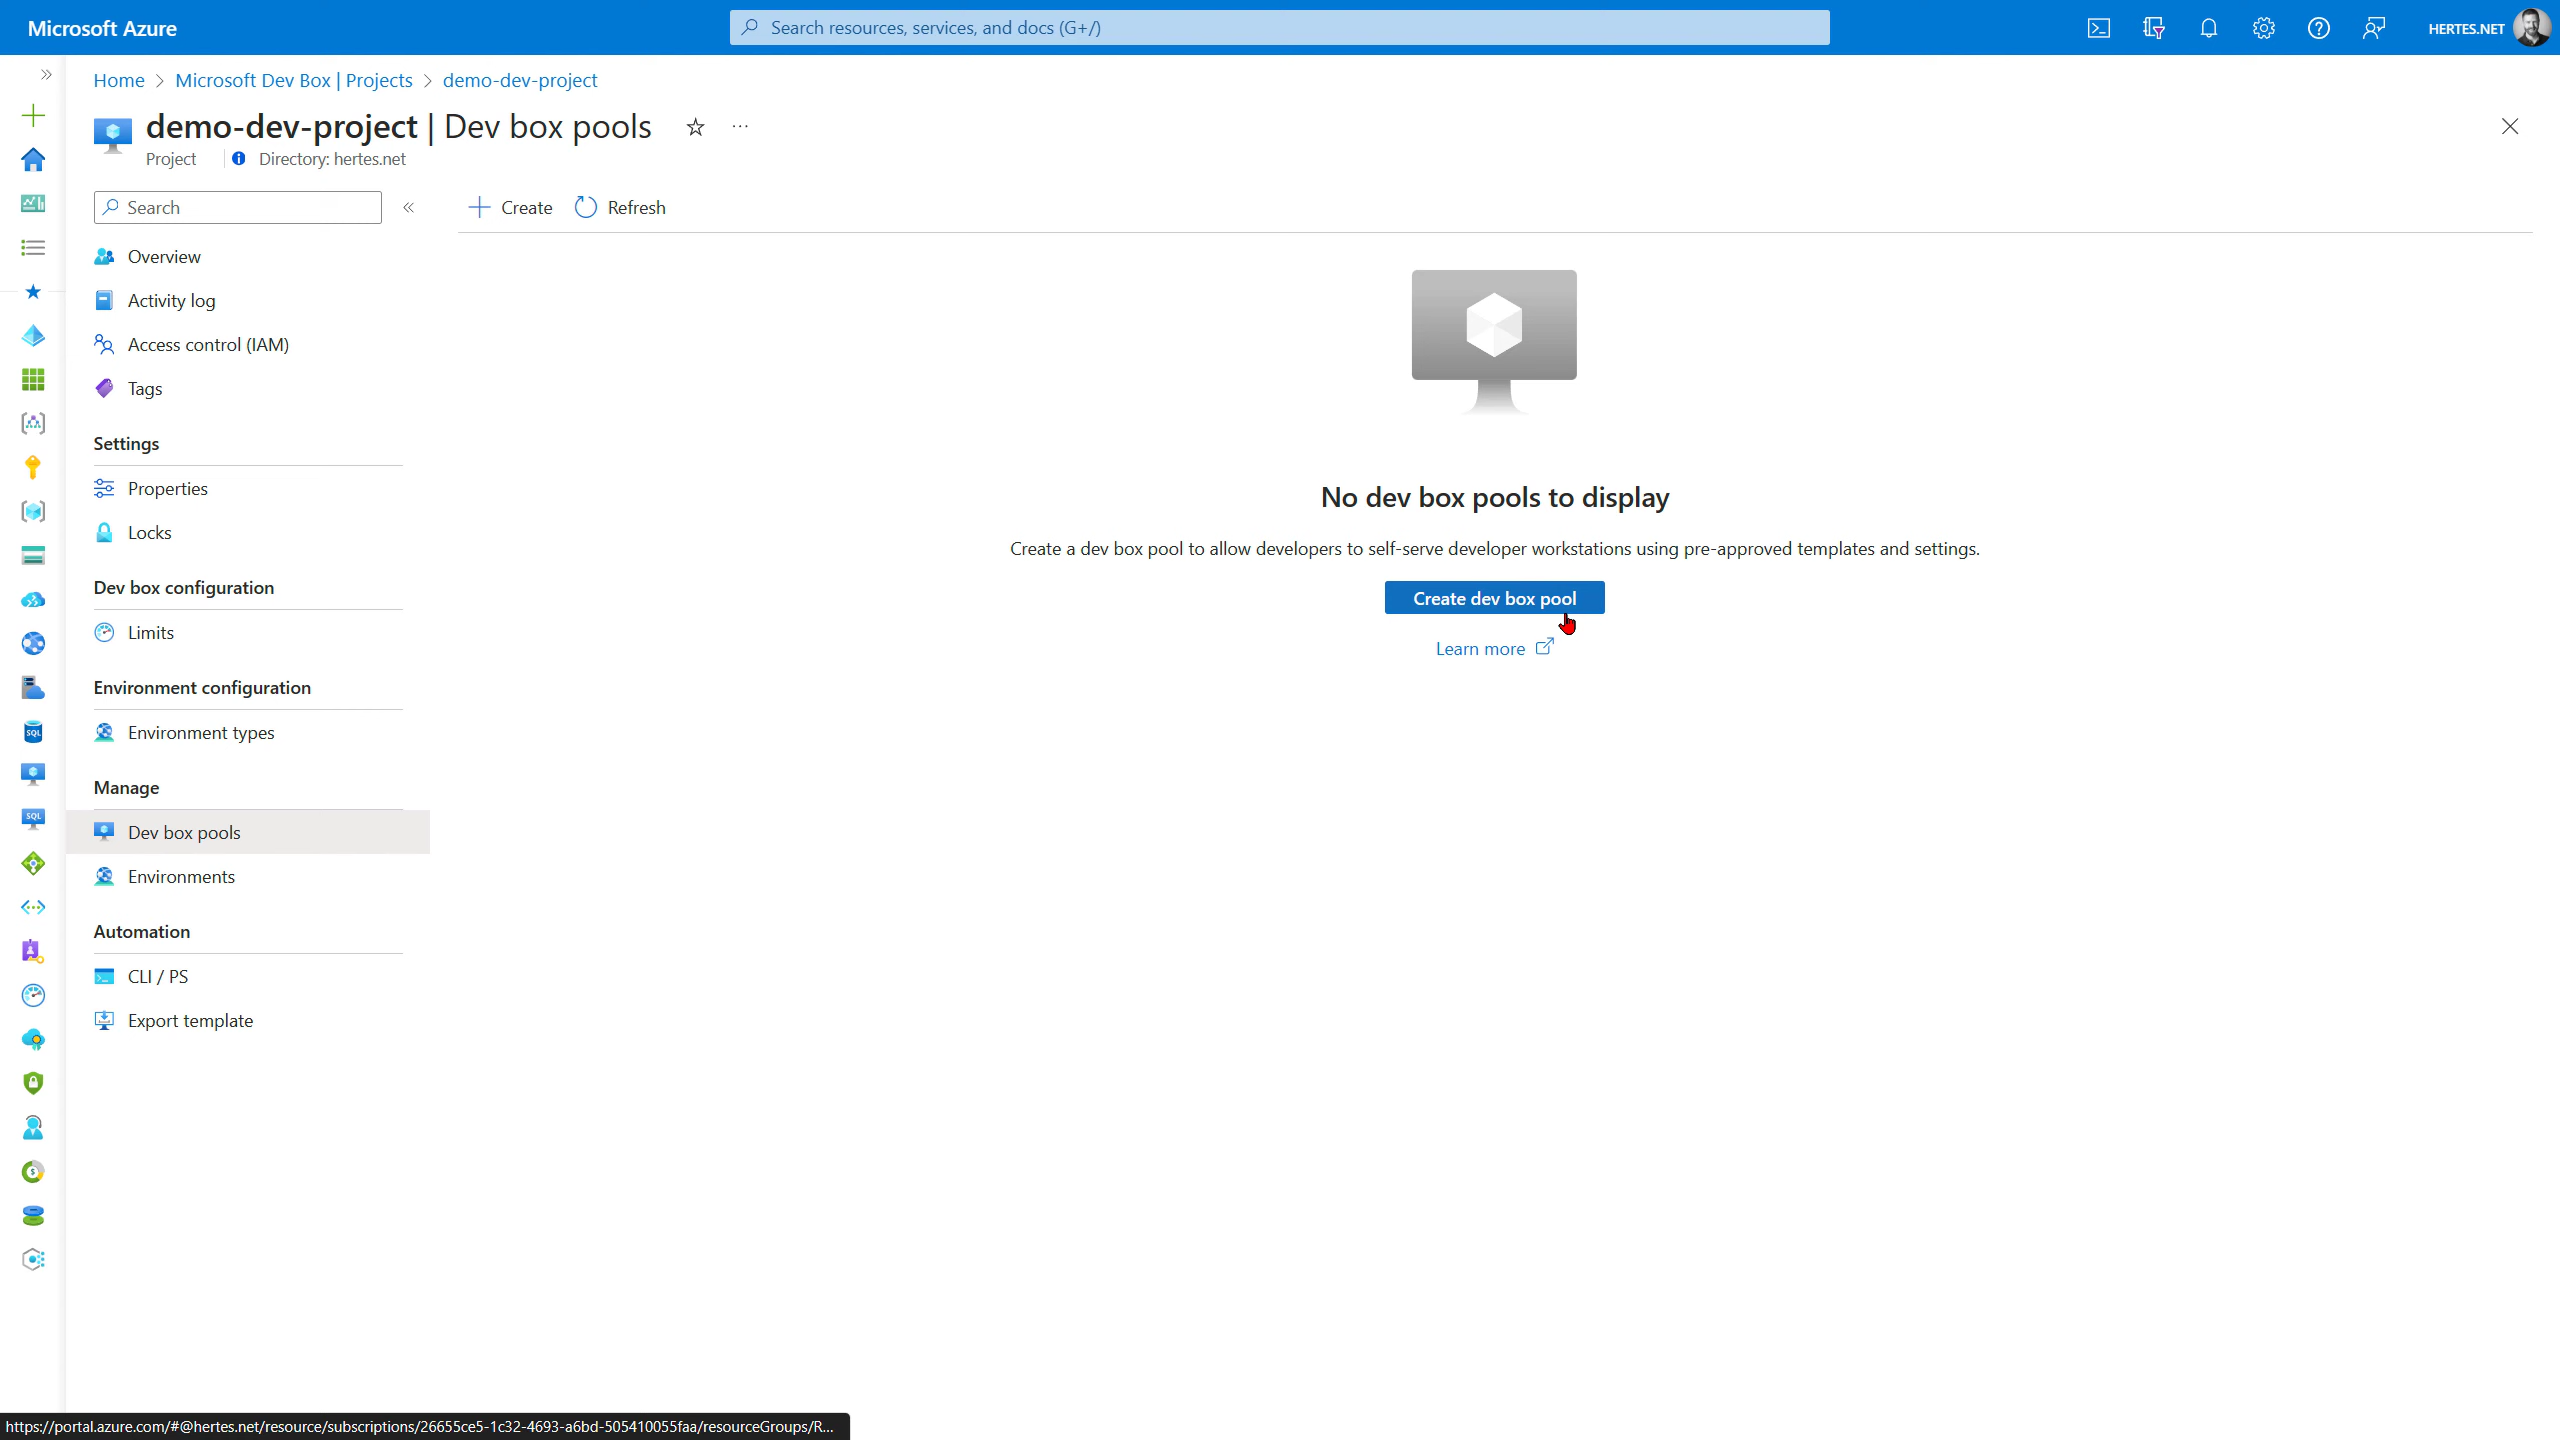 Microsoft Azure
Search resources, services, and docs (G+/)
HERTES.NET
Home > Microsoft Dev Box | Projects > demo-dev-project
demo-dev-project | Dev box pools
Project
Directory: hertes.net
Search
Create
Refresh
Overview
Activity log
Access control (IAM)
Tags
Settings
Properties
Locks
Dev box configuration
Limits
Environment configuration
Environment types
Manage
Dev box pools
Environments
Automation
CLI / PS
Export template
No dev box pools to display
Create a dev box pool to allow developers to self-serve developer workstations using pre-approved templates and settings.
Create dev box pool
Learn more
SQL
SQL
https://portal.azure.com/#@hertes.net/resource/subscriptions/26655ce5-1c32-4693-a6bd-505410055faa/resourceGroups/R...